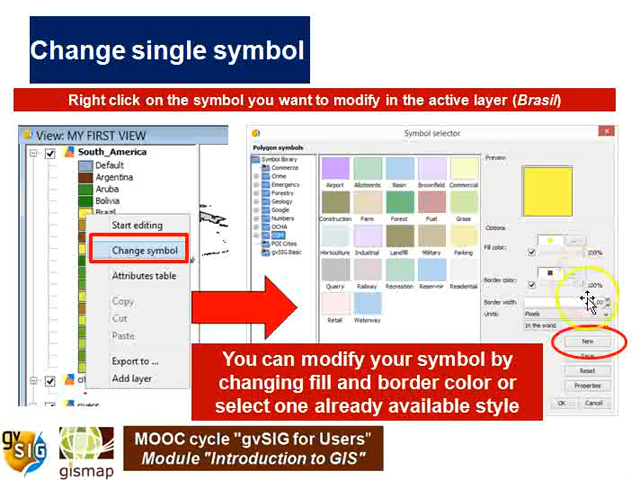 Change single symbol
Right click on the symbol you want to modify in the active layer (Brasil)
View: MY FIRST VIEW
South_America
Default
Argentina
Aruba
Bolivia
Brazil
Start editing
Change symbol
Attributes table
Copy
Cut
Paste
Export to ...
Add layer
Symbol selector
Polygon symbols
Symbol library
Commerce
Crime
Emergency
Forestry
Geology
Google
Numbers
OCHA
OSM
POI Cities
gvSIG Basic
Airport Allotments Basin Brownfield Commercial
Construction Farm Forest Fuel Grass
Horticulture Industrial Landfill Military Parking
Quarry Railway Recreation Reservoir Residential
Retail Waterway
Preview
Options
Fill color:
100%
Border color:
100%
Border width:
Units: Pixels
In the world
New
Save
Reset
Properties
OK Cancel
You can modify your symbol by
changing fill and border color or
select one already available style
gvSIG
gismap
MOOC cycle "gvSIG for Users"
Module "Introduction to GIS"